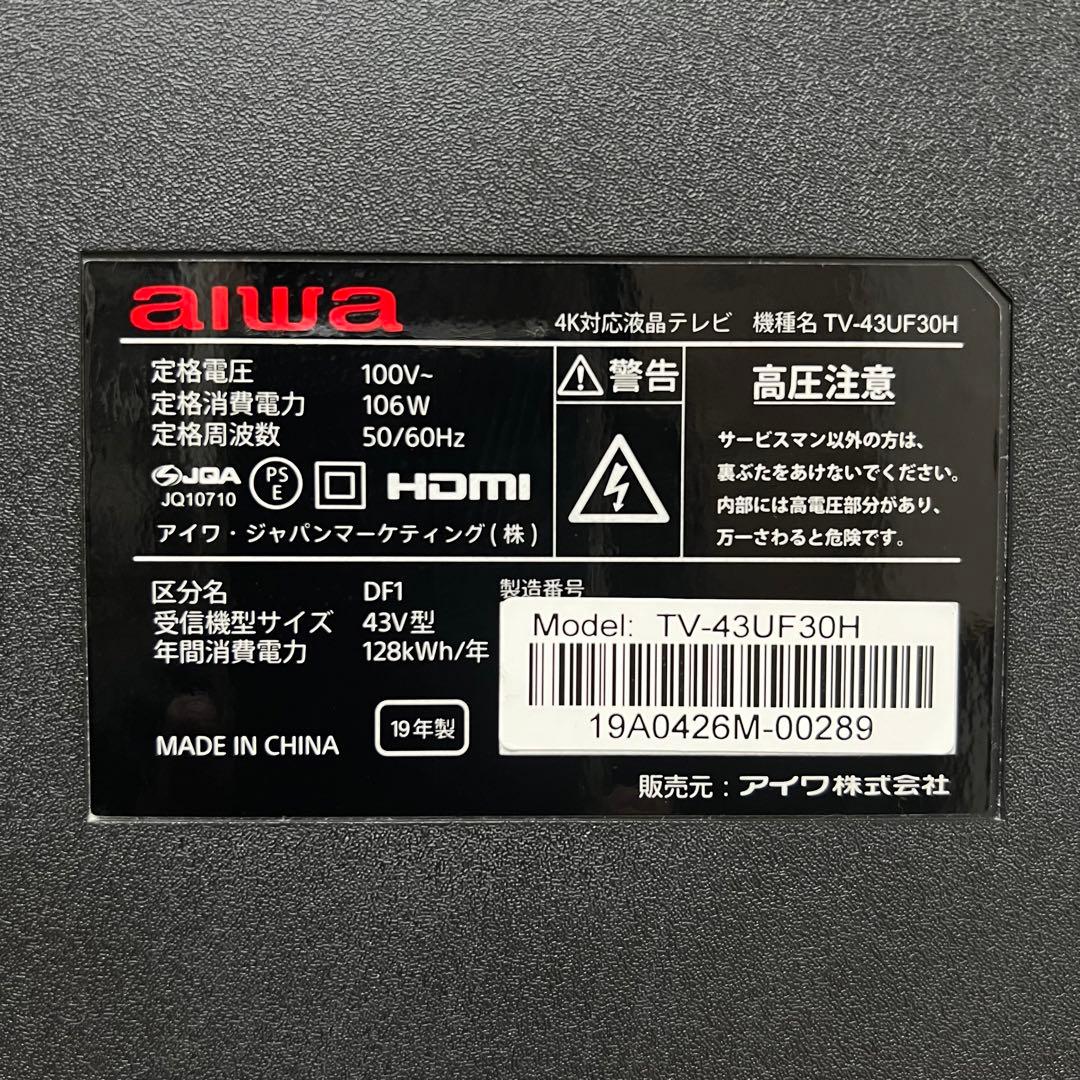 aiwa
4K対応液晶テレビ 機種名 TV-43UF30H
定格電圧 100V~
定格消費電力 106W
定格周波数 50/60Hz
JQA
JQ10710
PS
E
HDMI
アイワ・ジャパンマーケティング(株)
警告
高圧注意
サービスマン以外の方は、
裏ぶたをあけないでください。
内部には高電圧部分があり、
万一さわると危険です。
区分名 DF1
受信機型サイズ 43V型
年間消費電力 128kWh/年
製造番号
Model: TV-43UF30H
19A0426M-00289
MADE IN CHINA
19年製
販売元:アイワ株式会社